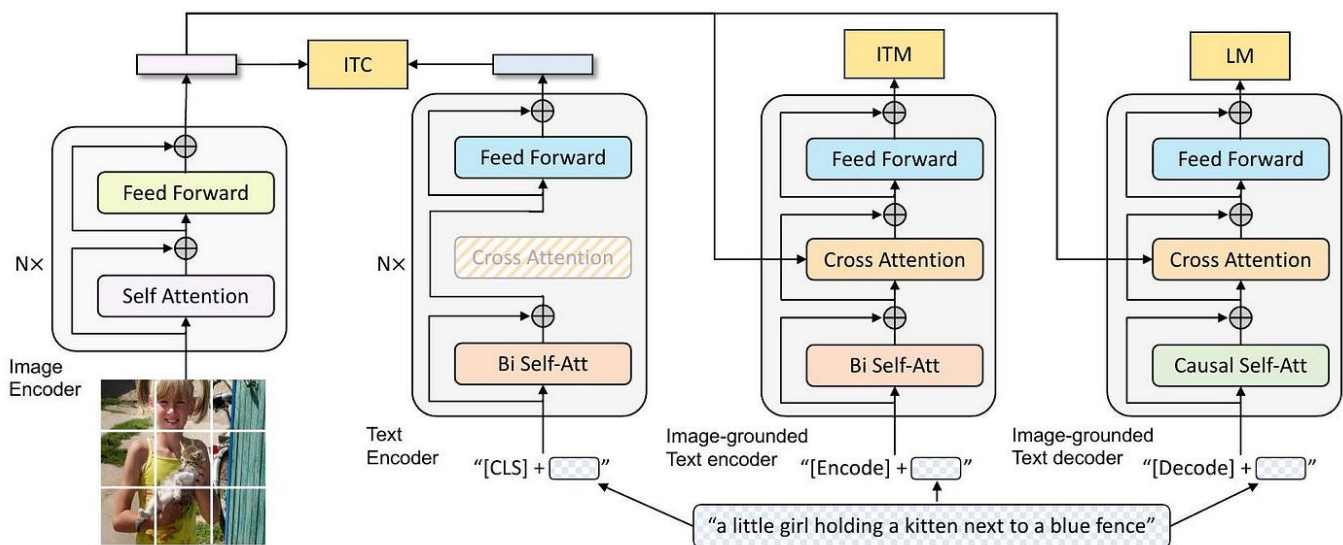 ITC
ITM
LM
Feed Forward
Self Attention
N×
Image
Encoder
Feed Forward
Cross Attention
Bi Self-Att
N×
Text
Encoder
“[CLS] + ”
Feed Forward
Cross Attention
Bi Self-Att
Image-grounded
Text encoder
“[Encode] + ”
Feed Forward
Cross Attention
Causal Self-Att
Image-grounded
Text decoder
“[Decode] + ”
“a little girl holding a kitten next to a blue fence”